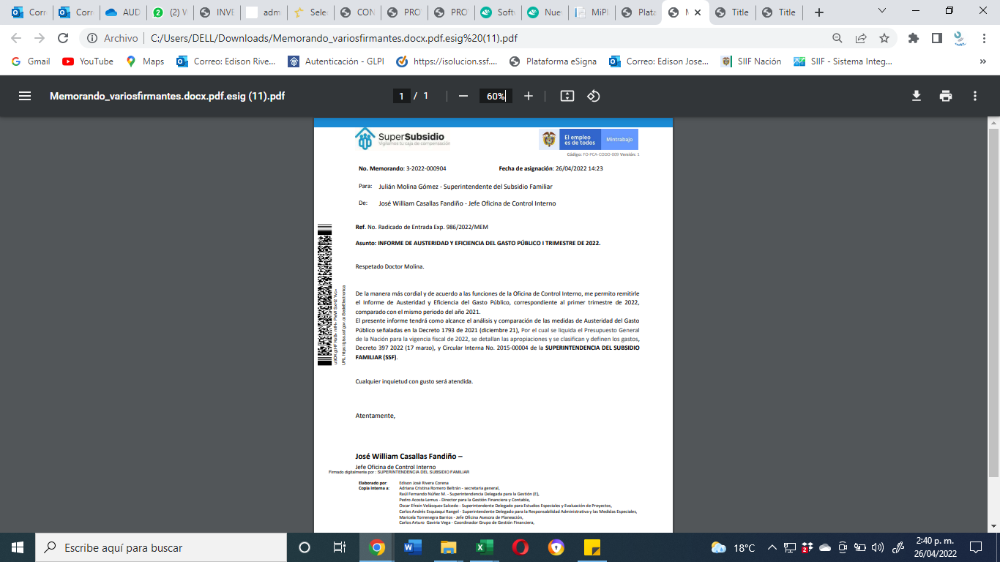 Corr
Corr
AUD
(2) W
INVE
adm
Sele
CON
PRO
PRO
Softv
Nue
MiPl
Plata
M
Title
Title
Archivo
C:/Users/DELL/Downloads/Memorando_variosfirmantes.docx.pdf.esig%20(11).pdf
Gmail
YouTube
Maps
Correo: Edison Rive...
Autenticación - GLPI
https://isolucion.ssf....
Plataforma eSigna
Correo: Edison Jose...
SIIF Nación
SIIF - Sistema Integ...
Memorando_variosfirmantes.docx.pdf.esig (11).pdf
1 / 1
60%
SuperSubsidio
Vigilamos tu caja de compensación
El empleo
es de todos
Mintrabajo
Código: FO-PCA-CODO-009 Versión: 1
No. Memorando: 3-2022-000904
Fecha de asignación: 26/04/2022 14:23
Para: Julián Molina Gómez - Superintendente del Subsidio Familiar
De: José William Casallas Fandiño - Jefe Oficina de Control Interno
Ref. No. Radicado de Entrada Exp. 986/2022/MEM
Asunto: INFORME DE AUSTERIDAD Y EFICIENCIA DEL GASTO PÚBLICO I TRIMESTRE DE 2022.
Respetado Doctor Molina.
De la manera más cordial y de acuerdo a las funciones de la Oficina de Control Interno, me permito remitirle
el Informe de Austeridad y Eficiencia del Gasto Público, correspondiente al primer trimestre de 2022,
comparado con el mismo periodo del año 2021.
El presente informe tendrá como alcance el análisis y comparación de las medidas de Austeridad del Gasto
Público señaladas en la Decreto 1793 de 2021 (diciembre 21), Por el cual se liquida el Presupuesto General
de la Nación para la vigencia fiscal de 2022, se detallan las apropiaciones y se clasifican y definen los gastos,
Decreto 397 2022 (17 marzo), y Circular Interna No. 2015-00004 de la SUPERINTENDENCIA DEL SUBSIDIO
FAMILIAR (SSF).
Cualquier inquietud con gusto será atendida.
Atentamente,
José William Casallas Fandiño –
Jefe Oficina de Control Interno
Firmado digitalmente por : SUPERINTENDENCIA DEL SUBSIDIO FAMILIAR
Elaborado por: Edison José Rivera Corena
Copia interna a: Adriana Cristina Romero Beltrán - secretaria general,
Raúl Fernando Núñez M. - Superintendencia Delegada para la Gestión (E),
Pedro Acosta Lemus - Director para la Gestión Financiera y Contable,
Oscar Efraín Velásquez Salcedo - Superintendente Delegado para Estudios Especiales y Evaluación de Proyectos,
Carlos Andrés Esquiaqui Rangel - Superintendente Delegado para la Responsabilidad Administrativa y las Medidas Especiales,
Maricela Torrenegra Barrios - Jefe Oficina Asesora de Planeación,
Carlos Arturo Gaviria Vega - Coordinador Grupo de Gestión Financiera,
Escribe aquí para buscar
18°C
2
2:40 p. m.
26/04/2022